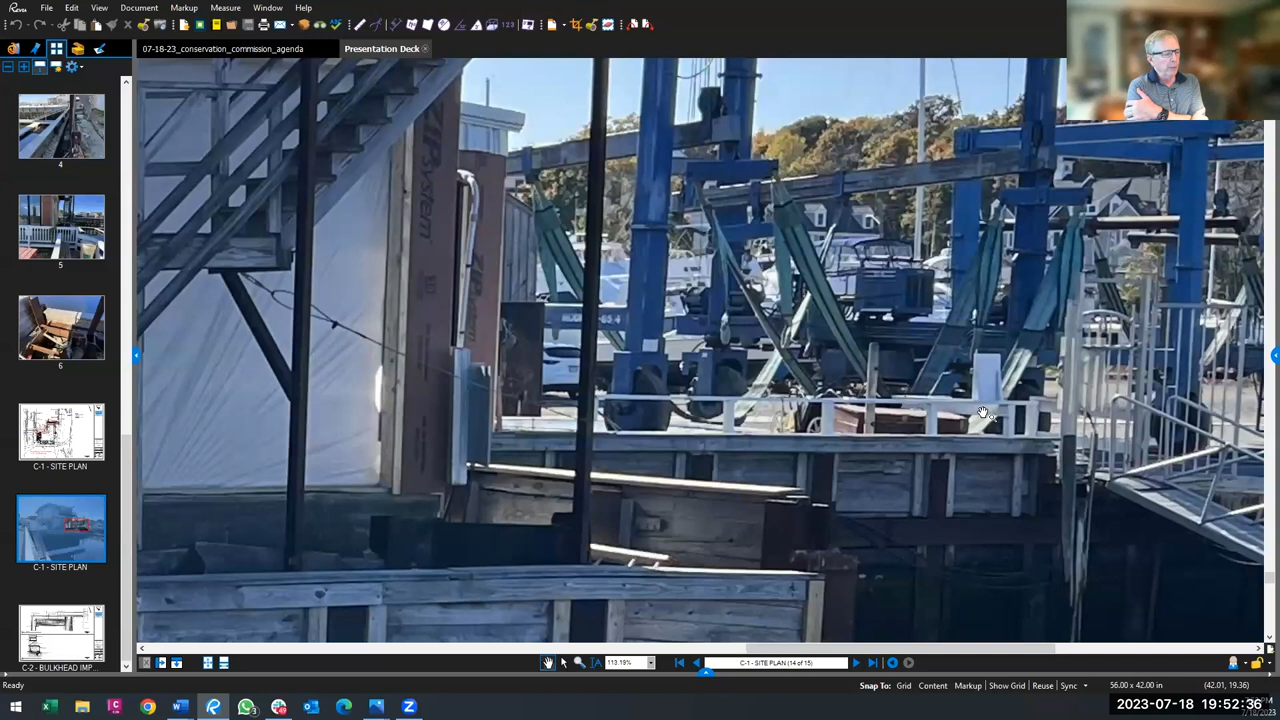 Revu File Edit View Document Markup Measure Window Help
123
07-18-23_conservation_commission_agenda
Presentation Deck
4
5
6
C-1 - SITE PLAN
C-1 - SITE PLAN
C-2 - BULKHEAD IMP...
ZIPSystem
113.19%
C-1 - SITE PLAN (14 of 15)
Ready
Snap To: Grid Content Markup Show Grid Reuse Sync
56.00 x 42.00 in
(42.01, 19.36)
2023-07-18 19:52:36